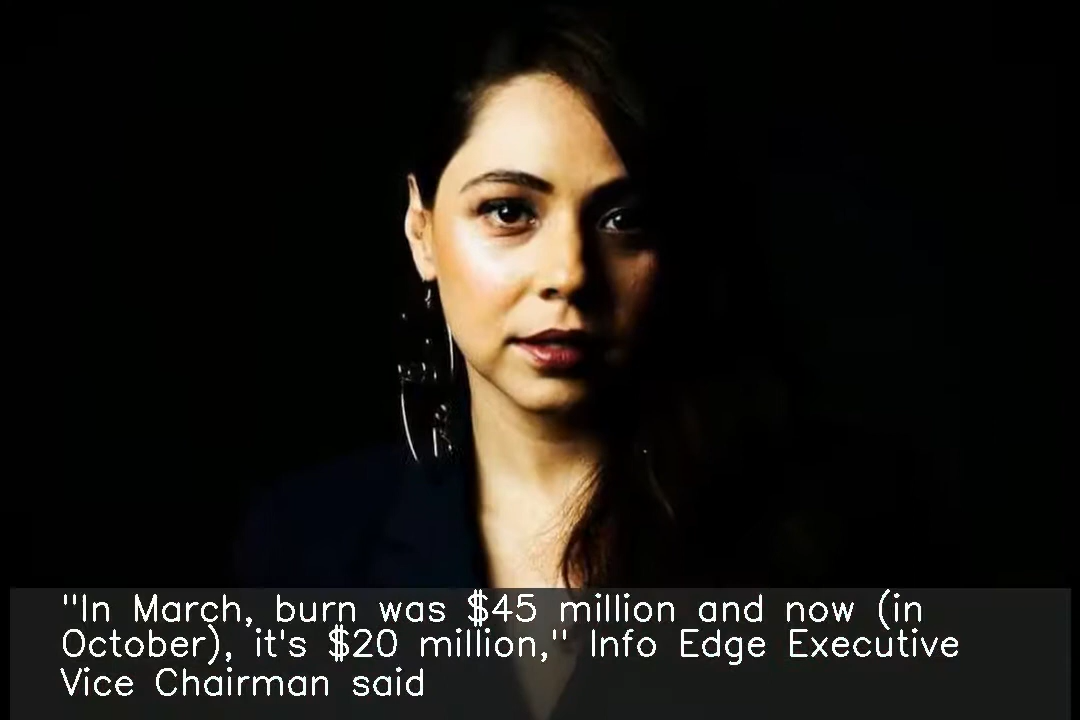 "In March, burn was $45 million and now (in
October), it's $20 million," Info Edge Executive
Vice Chairman said